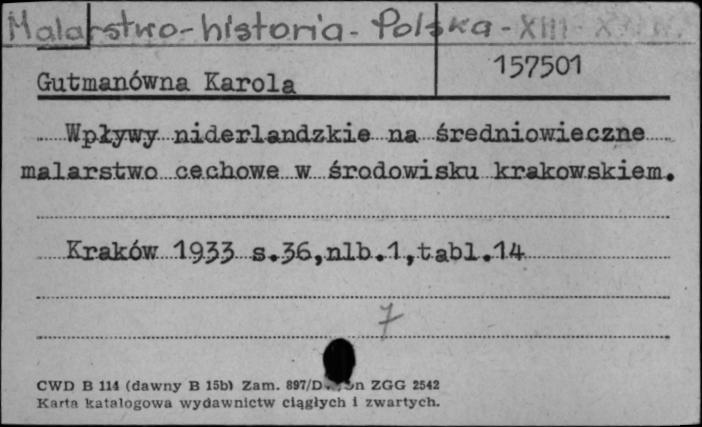 Malarstwo-historia-Polska-XIII-
157501
Gutmanówna Karola
Wpływy niderlandzkie na średniowieczne
malarstwo cechowe w środowisku krakowskiem.
Kraków 1933 s.36,nlb.1,tabl.14
7
CWD B 114 (dawny B 15b) Zam. 897/D ZGG 2542
Karta katalogowa wydawnictw ciągłych i zwartych.